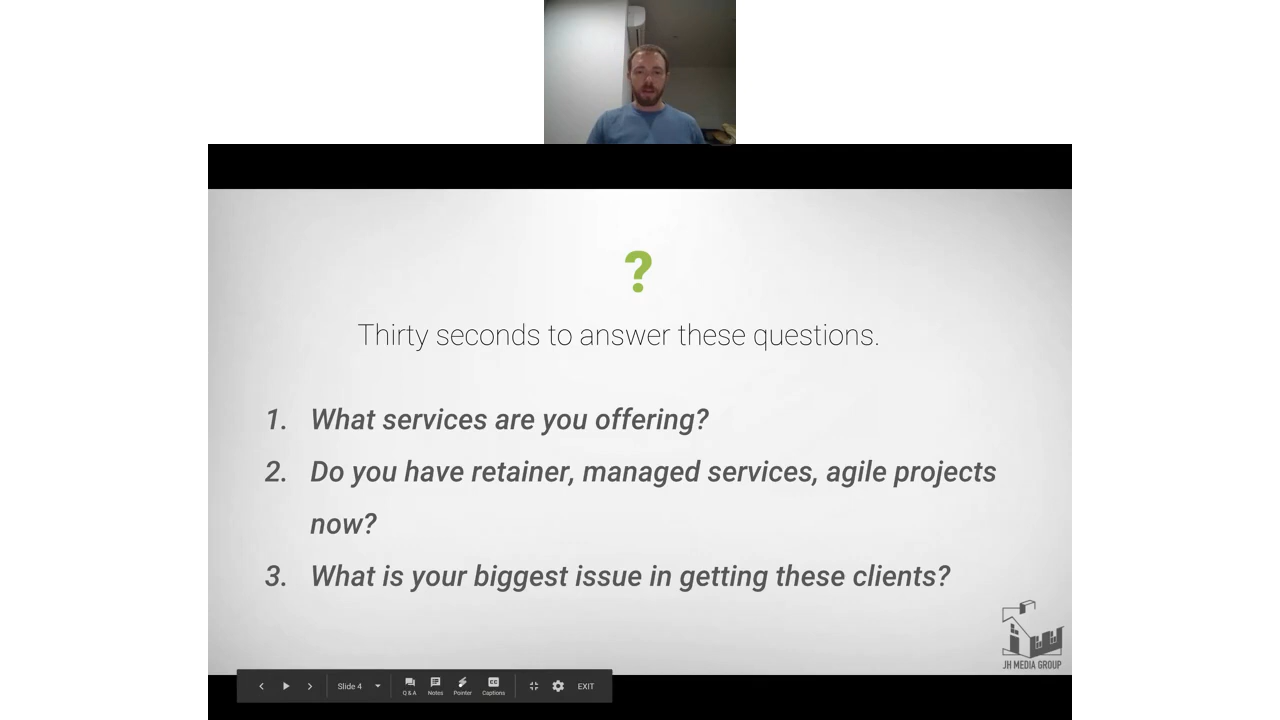 ?
Thirty seconds to answer these questions.
1. What services are you offering?
2. Do you have retainer, managed services, agile projects
now?
3. What is your biggest issue in getting these clients?
JH MEDIA GROUP
Slide 4
Q & A
Notes
Pointer
CC
Captions
EXIT